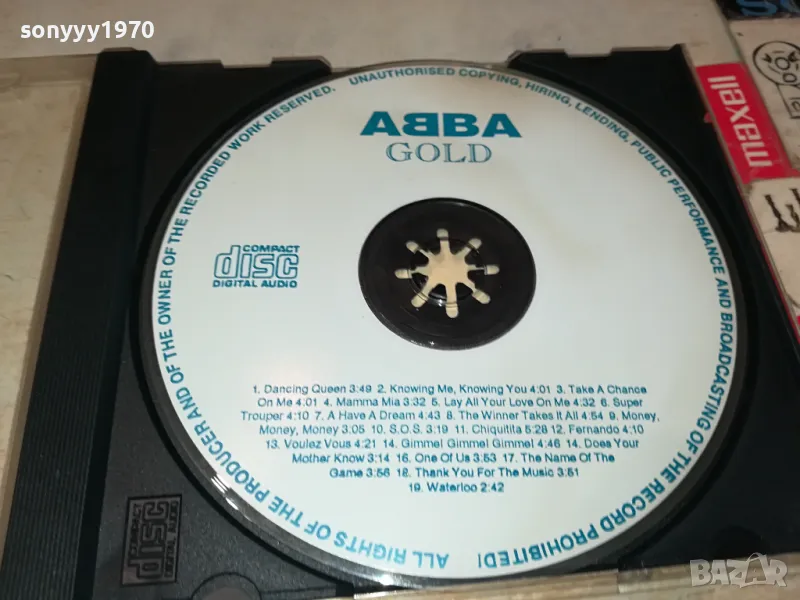 sonyyy1970
UNAUTHORISED COPYING, HIRING, LENDING, PUBLIC PERFORMANCE AND BROADCASTING OF THE RECORD PROHIBITED!
ALL RIGHTS OF THE PRODUCER AND OF THE OWNER OF THE RECORDED WORK RESERVED.
ABBA
GOLD
COMPACT
disc
DIGITAL AUDIO
1. Dancing Queen 3:49 2. Knowing Me, Knowing You 4:01 3. Take A Chance
On Me 4:01 4. Mamma Mia 3:32 5. Lay All Your Love On Me 4:32 6. Super
Trouper 4:10 7. A Have A Dream 4:43 8. The Winner Takes It All 4:54 9. Money,
Money, Money 3:05 10. S.O.S. 3:19 11. Chiquitita 5:28 12. Fernando 4:10
13. Voulez Vous 4:21 14. Gimme! Gimme! Gimme! 4:46 14. Does Your
Mother Know 3:14 16. One Of Us 3:53 17. The Name Of The
Game 3:56 18. Thank You For The Music 3:51
19. Waterloo 2:42
COMPACT
disc
DIGITAL AUDIO
maxell
BAZAR